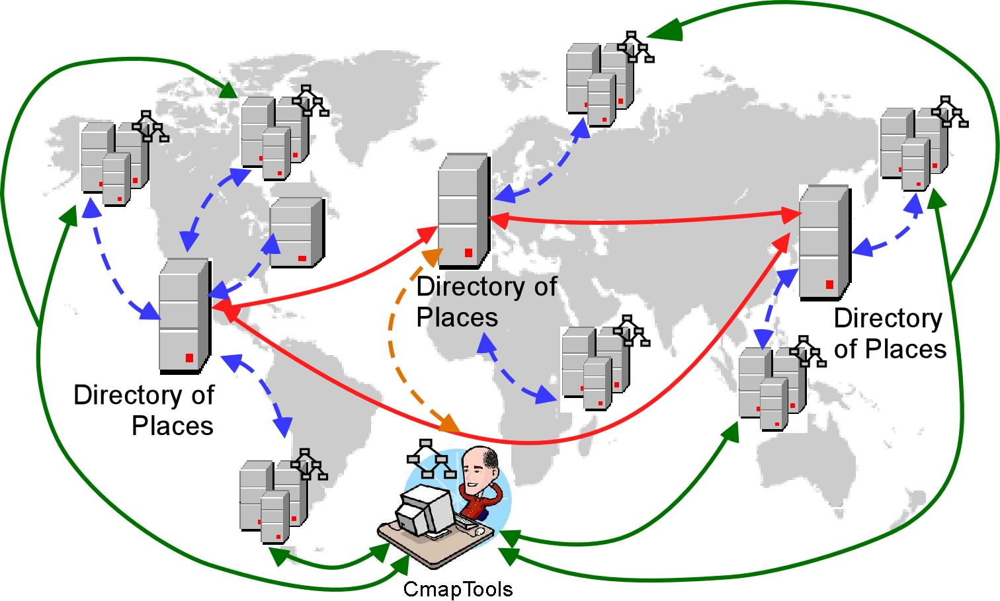 Directory of
Places
Directory
of Places
Directory of
Places
CmapTools